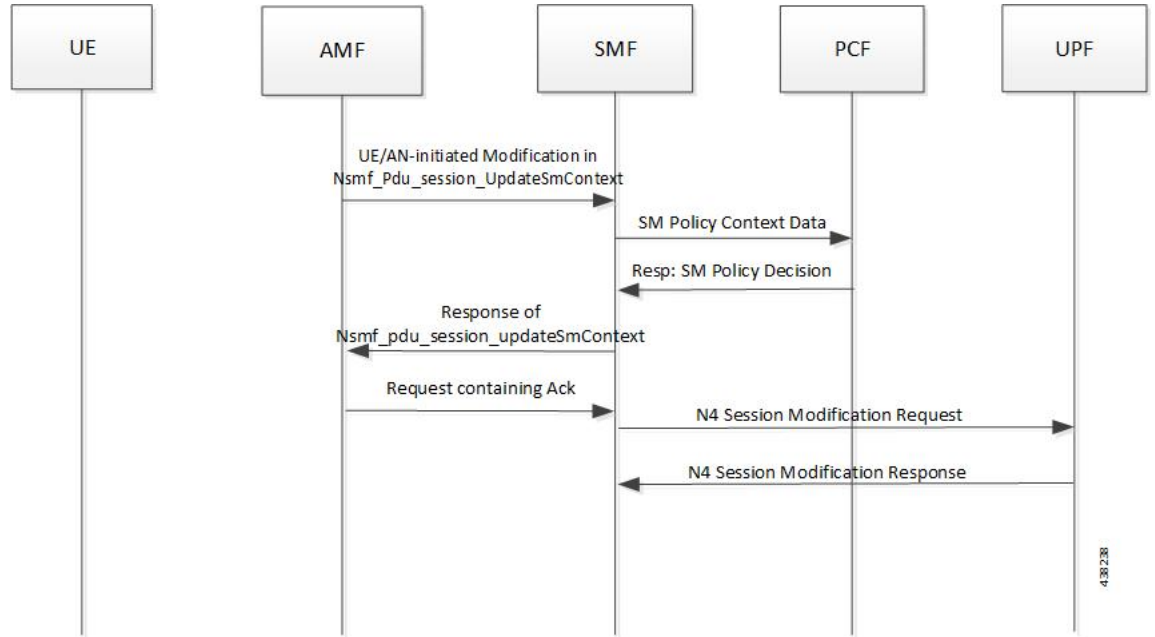 UE
AMF
SMF
PCF
UPF
UE/AN-initiated Modification in
Nsmf_Pdu_session_UpdateSmContext
SM Policy Context Data
Resp: SM Policy Decision
Response of
Nsmf_pdu_session_updateSmContext
Request containing Ack
N4 Session Modification Request
N4 Session Modification Response
438238